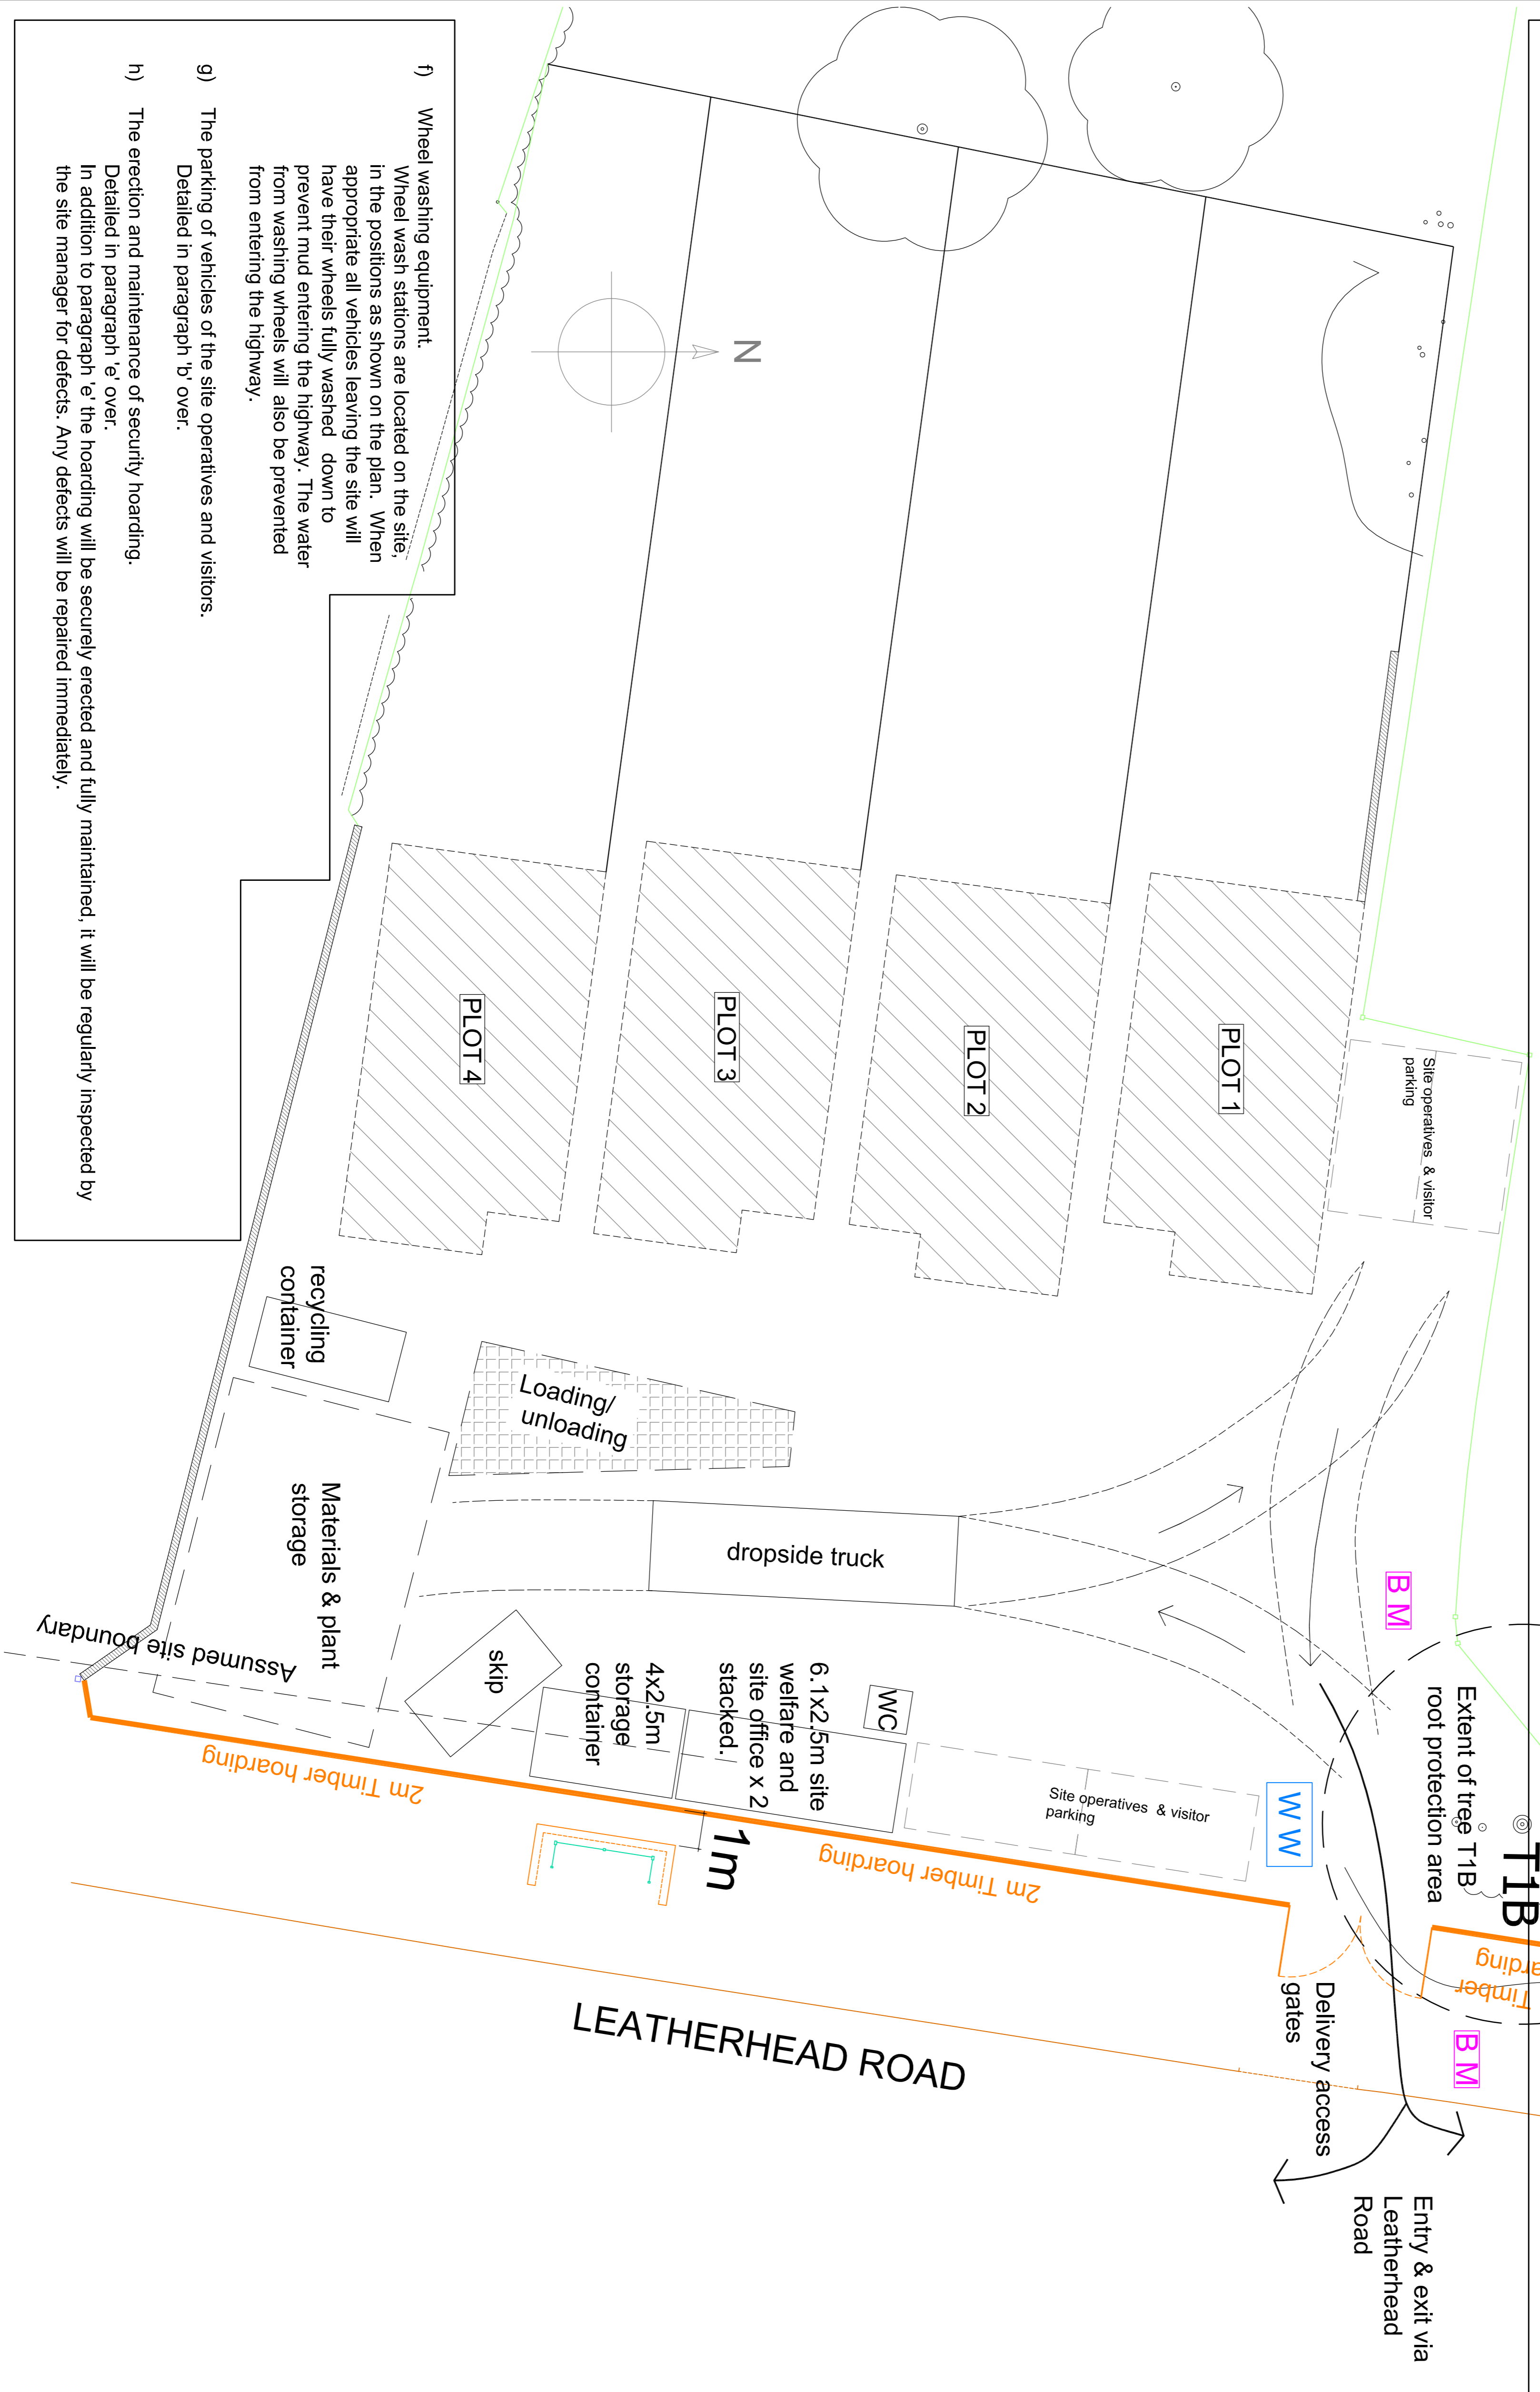 f) Wheel washing equipment.
Wheel wash stations are located on the site,
in the positions as shown on the plan. When
appropriate all vehicles leaving the site will
have their wheels fully washed down to
prevent mud entering the highway. The water
from washing wheels will also be prevented
from entering the highway.
g) The parking of vehicles of the site operatives and visitors.
Detailed in paragraph 'b' over.
h) The erection and maintenance of security hoarding.
Detailed in paragraph 'e' over.
In addition to paragraph 'e' the hoarding will be securely erected and fully maintained, it will be regularly inspected by
the site manager for defects. Any defects will be repaired immediately.
N
PLOT 1
PLOT 2
PLOT 3
PLOT 4
Site operatives & visitor
parking
recycling
container
Loading/
unloading
Materials & plant
storage
dropside truck
skip
4x2.5m
storage
container
6.1x2.5m site
welfare and
site office x 2
stacked.
WC
Site operatives & visitor
parking
W W
B M
Extent of tree T1B
root protection area
T1B
Assumed site boundary
2m Timber hoarding
2m Timber hoarding
1m
Timber
B M
Delivery access
gates
LEATHERHEAD ROAD
Entry & exit via
Leatherhead
Road